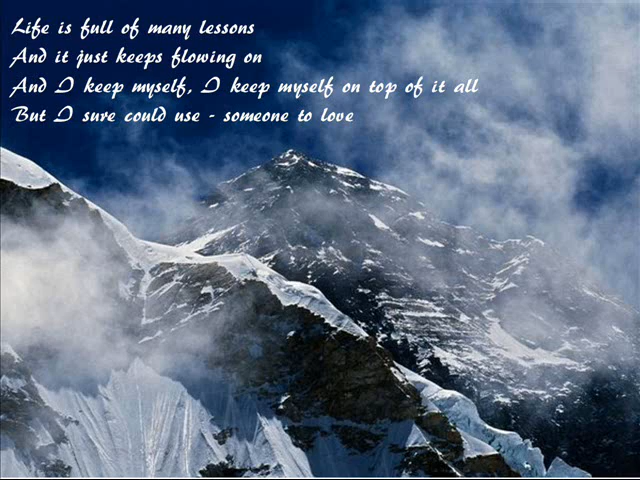 Life is full of many lessons
And it just keeps flowing on
And I keep myself, I keep myself on top of it all
But I sure could use - someone to love